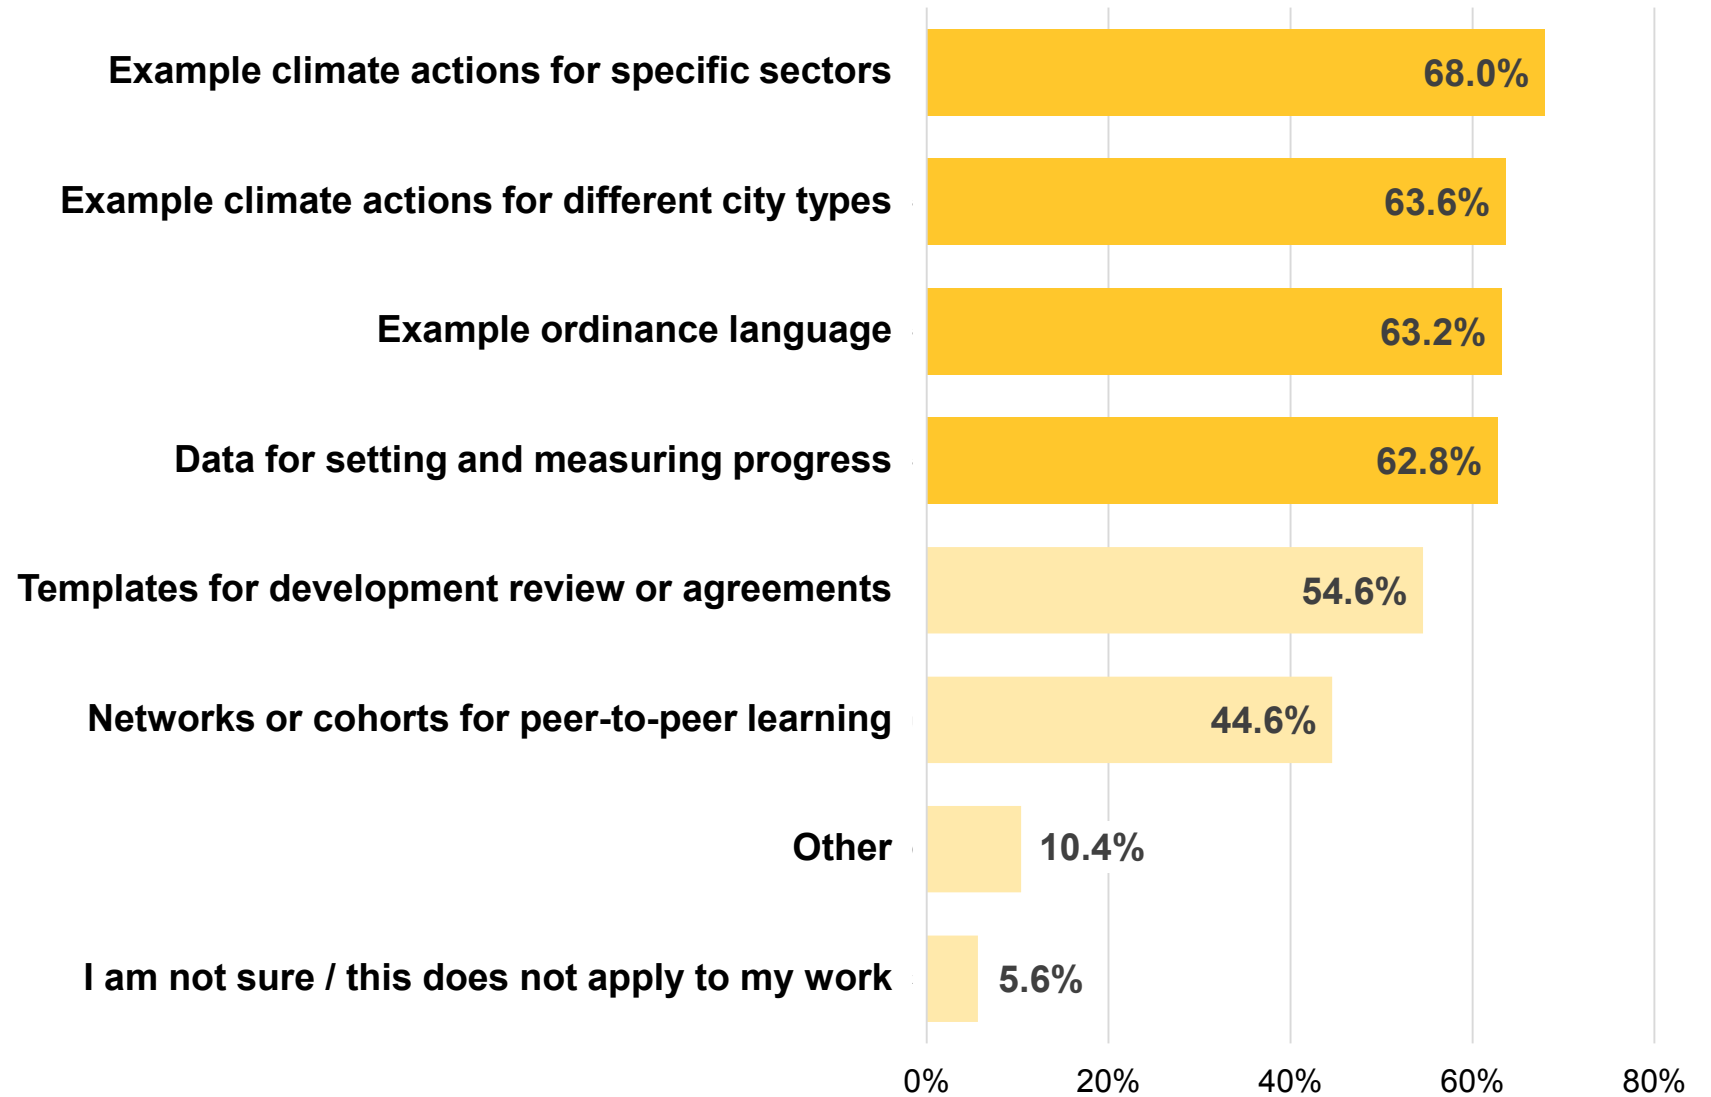 Example climate actions for specific sectors 68.0%
Example climate actions for different city types 63.6%
Example ordinance language 63.2%
Data for setting and measuring progress 62.8%
Templates for development review or agreements 54.6%
Networks or cohorts for peer-to-peer learning 44.6%
Other 10.4%
I am not sure / this does not apply to my work 5.6%
0% 20% 40% 60% 80%